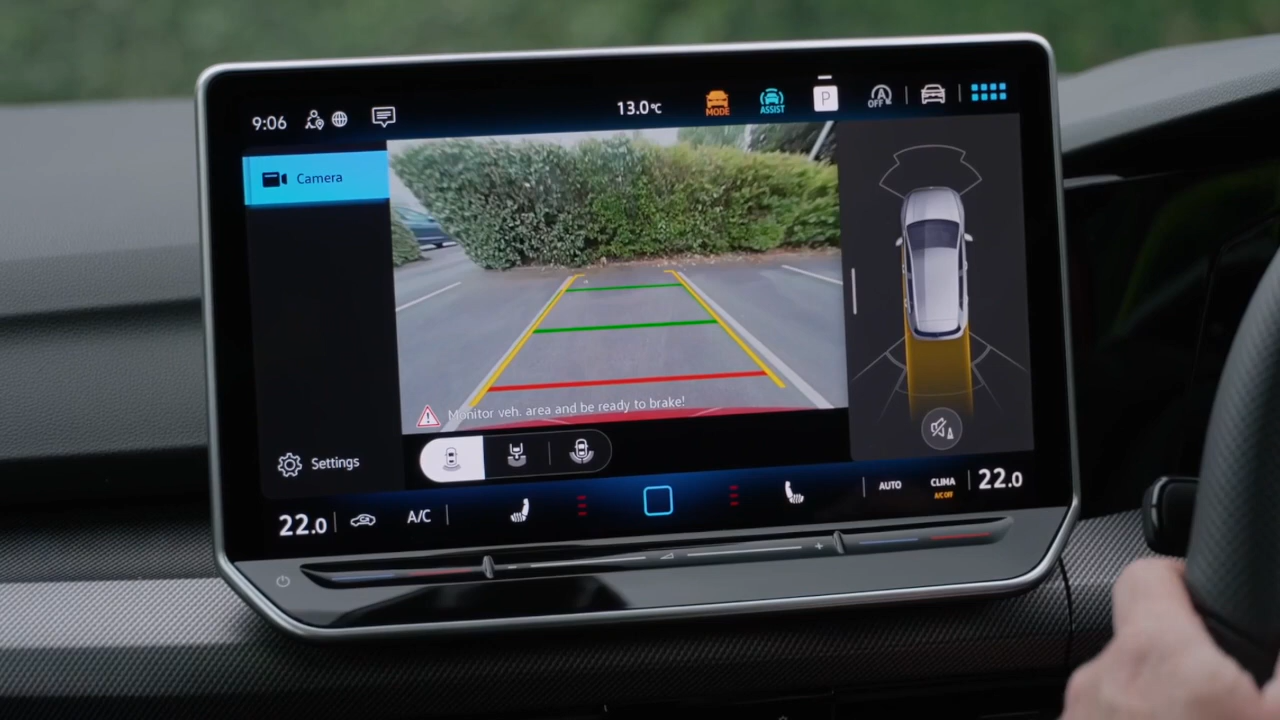 9:06
13.0°C
MODE
ASSIST
P
A OFF
Camera
Monitor veh. area and be ready to brake!
Settings
22.0
A/C
AUTO
CLIMA
A/C OFF
22.0